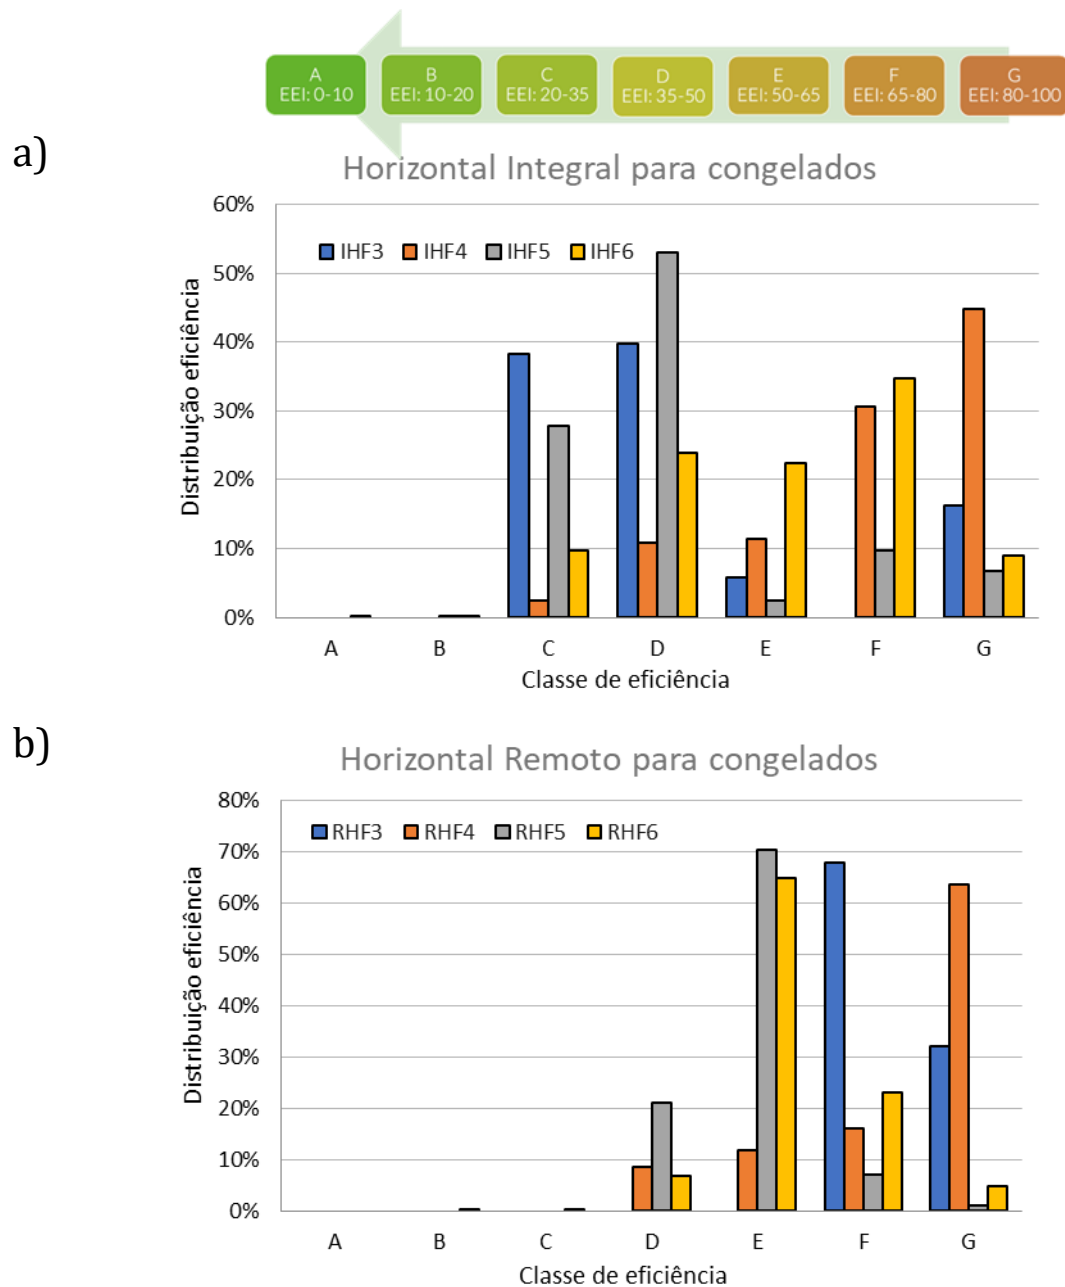 A B C D E F G
EEI: 0-10 EEI: 10-20 EEI: 20-35 EEI: 35-50 EEI: 50-65 EEI: 65-80 EEI: 80-100
a)
Horizontal Integral para congelados
60%
50%
40%
30%
20%
10%
0%
Distribuição eficiência
IHF3 IHF4 IHF5 IHF6
A B C D E F G
Classe de eficiência
b)
Horizontal Remoto para congelados
80%
70%
60%
50%
40%
30%
20%
10%
0%
Distribuição eficiência
RHF3 RHF4 RHF5 RHF6
A B C D E F G
Classe de eficiência